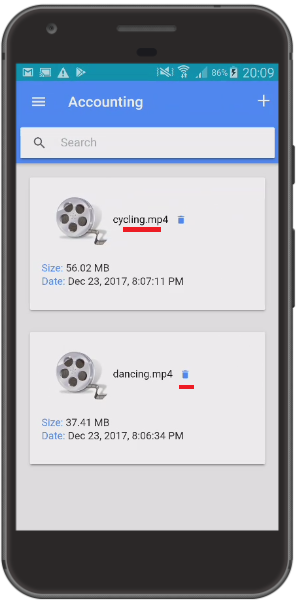 86% 20:09
Accounting
Search
cycling.mp4
Size: 56.02 MB
Date: Dec 23, 2017, 8:07:11 PM
dancing.mp4
Size: 37.41 MB
Date: Dec 23, 2017, 8:06:34 PM